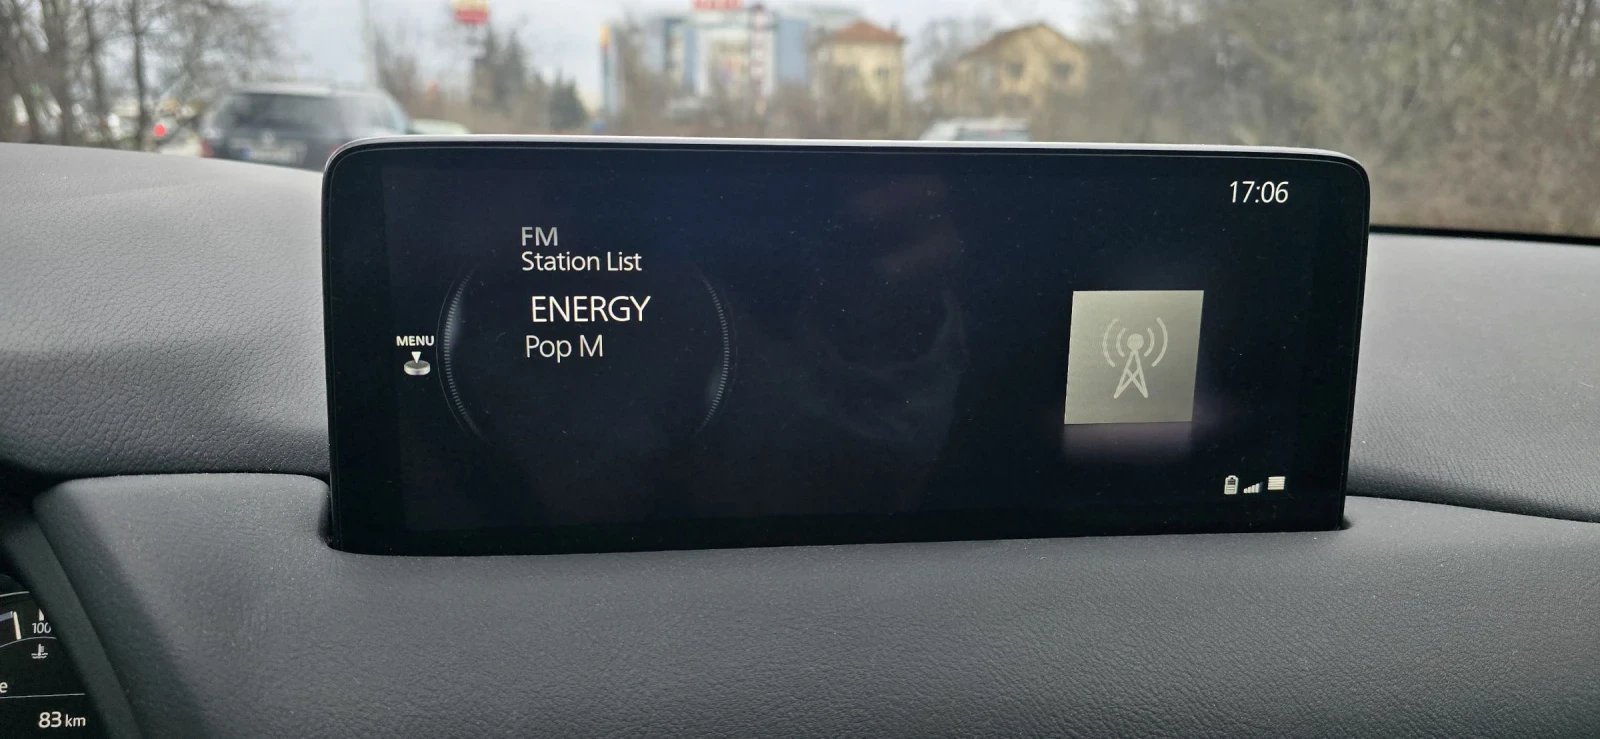 17:06
FM
Station List
ENERGY
Pop M
MENU
100
e
83 km